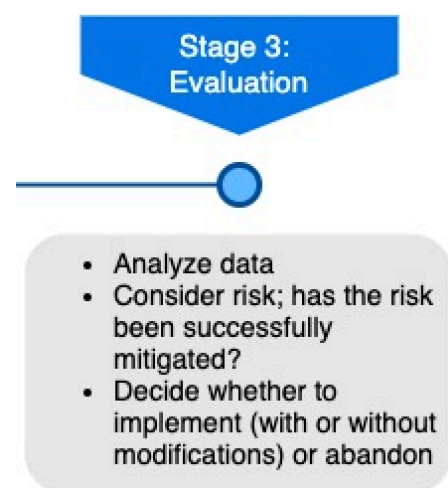 Stage 3:
Evaluation
• Analyze data
• Consider risk; has the risk
been successfully
mitigated?
• Decide whether to
implement (with or without
modifications) or abandon